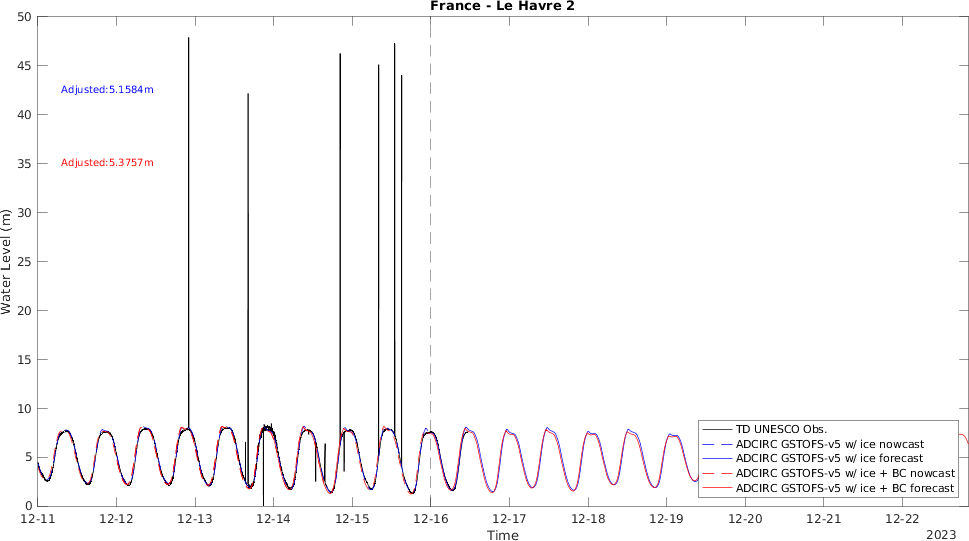 France - Le Havre 2
50
45
40
35
30
25
20
15
10
5
0
Water Level (m)
Adjusted:5.1584m
Adjusted:5.3757m
TD UNESCO Obs.
ADCIRC GSTOFS-v5 w/ ice nowcast
ADCIRC GSTOFS-v5 w/ ice forecast
ADCIRC GSTOFS-v5 w/ ice + BC nowcast
ADCIRC GSTOFS-v5 w/ ice + BC forecast
12-11 12-12 12-13 12-14 12-15 12-16 12-17 12-18 12-19 12-20 12-21 12-22
Time
2023